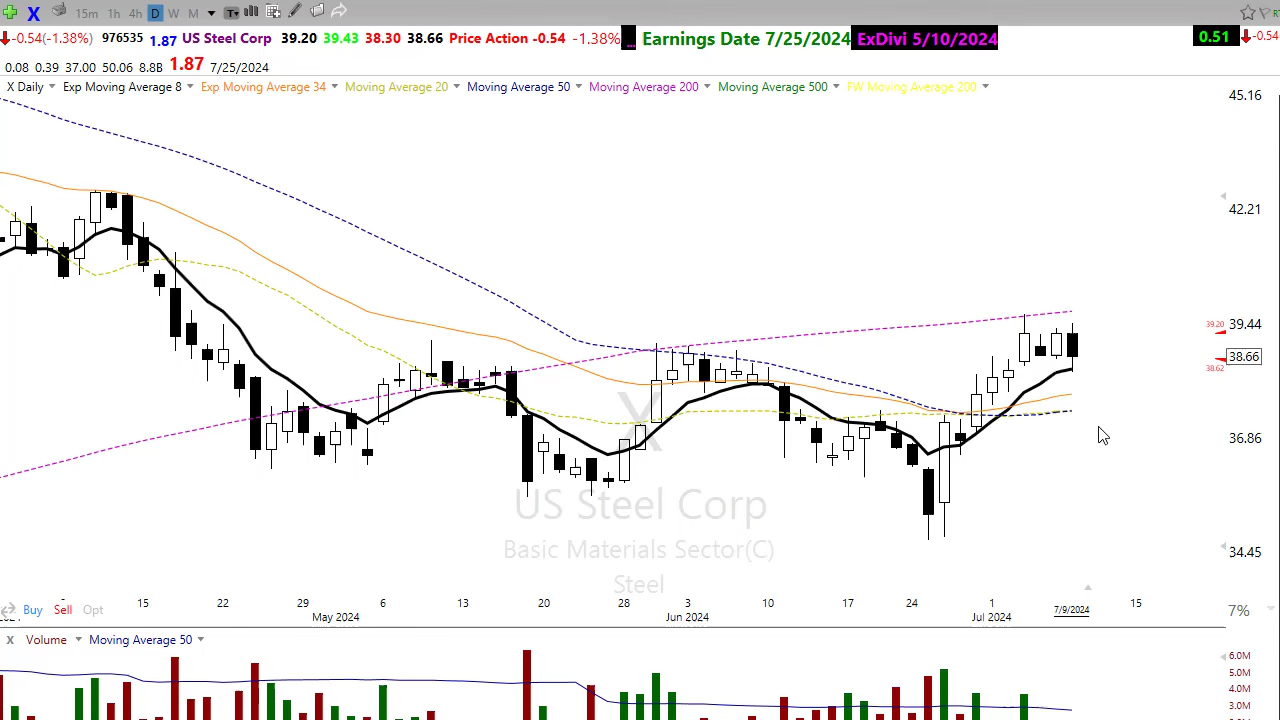 X 15m 1h 4h D W M
-0.54(-1.38%) 976535 1.87 US Steel Corp 39.20 39.43 38.30 38.66 Price Action -0.54 -1.38% ... Earnings Date 7/25/2024 ExDivi 5/10/2024 0.51 -0.54
0.08 0.39 37.00 50.06 8.8B 1.87 7/25/2024
X Daily Exp Moving Average 8 Exp Moving Average 34 Moving Average 20 Moving Average 50 Moving Average 200 Moving Average 500 FW Moving Average 200
45.16
42.21
39.20 39.44
38.66
38.62
X
36.86
US Steel Corp
Basic Materials Sector(C)
34.45
Steel
15 22 29 6 13 20 28 3 10 17 24 1 7/9/2024 15
Buy Sell Opt 7%
May 2024 Jun 2024 Jul 2024
X Volume Moving Average 50
6.0M
5.0M
4.0M
3.0M